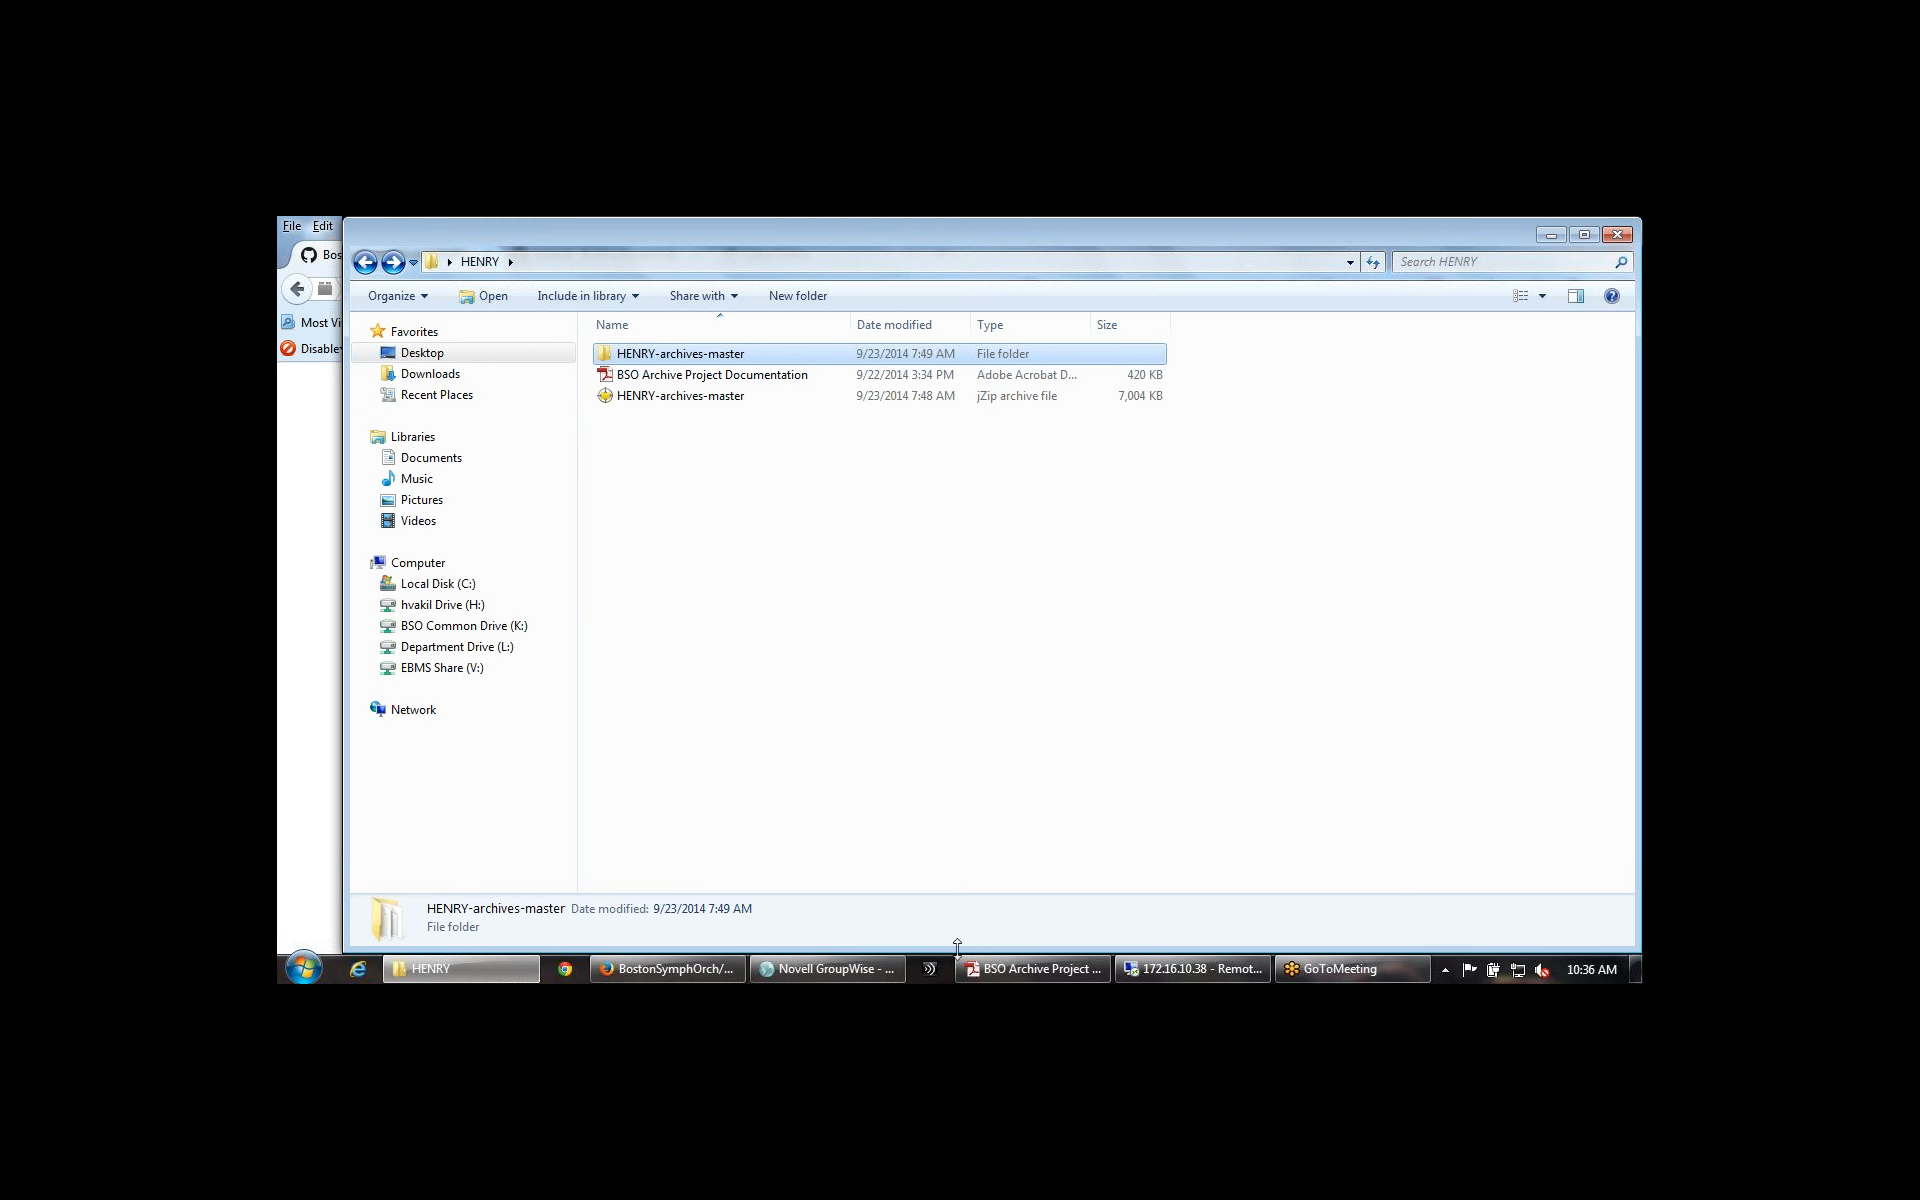 File Edit
Bos
HENRY
Search HENRY
Organize Open Include in library Share with New folder
Most Vi
Disable
Favorites
Desktop
Downloads
Recent Places
Libraries
Documents
Music
Pictures
Videos
Computer
Local Disk (C:)
hvakil Drive (H:)
BSO Common Drive (K:)
Department Drive (L:)
EBMS Share (V:)
Network
Name Date modified Type Size
HENRY-archives-master 9/23/2014 7:49 AM File folder
BSO Archive Project Documentation 9/22/2014 3:34 PM Adobe Acrobat D... 420 KB
HENRY-archives-master 9/23/2014 7:48 AM jZip archive file 7,004 KB
HENRY-archives-master Date modified: 9/23/2014 7:49 AM
File folder
HENRY BostonSymphOrch/... Novell GroupWise - ... BSO Archive Project ... 172.16.10.38 - Remot... GoToMeeting 10:36 AM